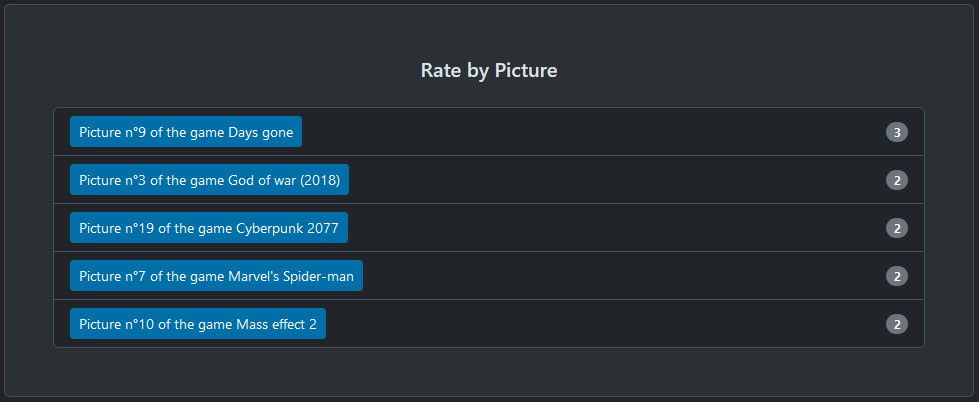 Rate by Picture
Picture n°9 of the game Days gone 3
Picture n°3 of the game God of war (2018) 2
Picture n°19 of the game Cyberpunk 2077 2
Picture n°7 of the game Marvel's Spider-man 2
Picture n°10 of the game Mass effect 2 2